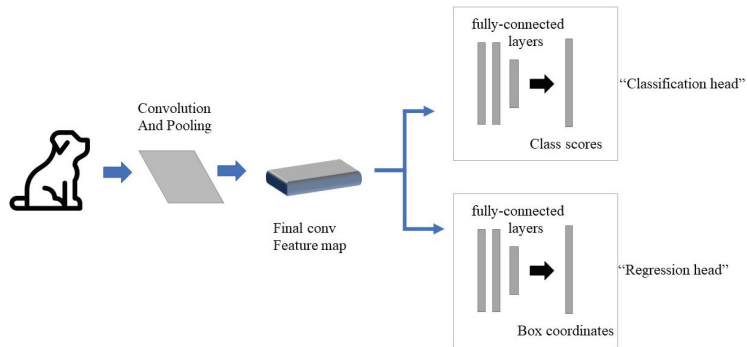 Convolution
And Pooling
Final conv
Feature map
fully-connected
layers
Class scores
“Classification head”
fully-connected
layers
Box coordinates
“Regression head”